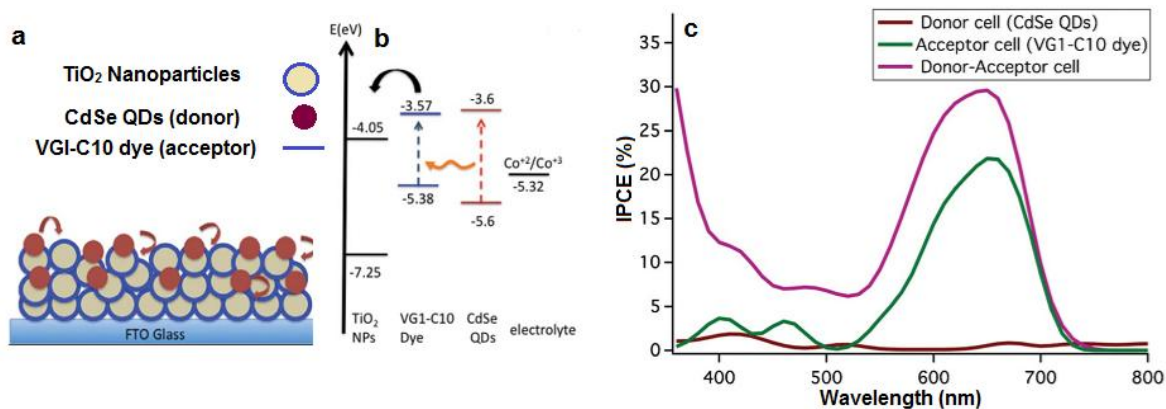 a
TiO2 Nanoparticles
CdSe QDs (donor)
VGI-C10 dye (acceptor)
FTO Glass
E(eV)
b
-3.57
-3.6
-4.05
Co+2/Co+3
-5.32
-5.38
-5.6
-7.25
TiO2 NPs
VG1-C10 Dye
CdSe QDs
electrolyte
c
Donor cell (CdSe QDs)
Acceptor cell (VG1-C10 dye)
Donor-Acceptor cell
IPCE (%)
35
30
25
20
15
10
5
0
400 500 600 700 800
Wavelength (nm)